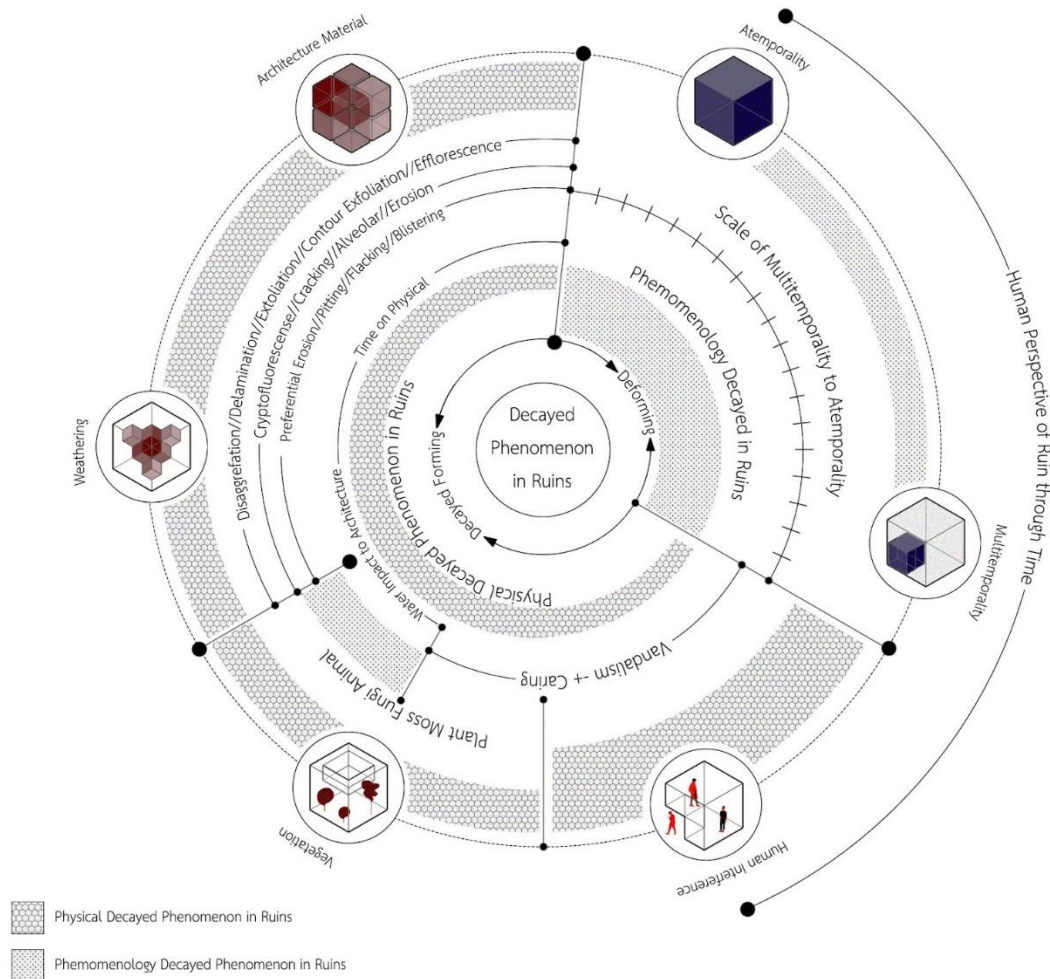 Architecture Material
Atemporality
Disaggrefation//Delamination//Extoliation//Contour Exfoliation//Efflorescence
Cryptofluorescense//Cracking//Alveolar//Erosion
Preferential Erosion//Pitting//Flacking//Blistering
Time on Physical
Scale of Multitemporality to Atemporality
Human Perspective of Ruin through Time
Phemomenology Decayed in Ruins
Deforming
Decayed Forming
Decayed
Phenomenon
in Ruins
Physical Decayed Phenomenon in Ruins
Water Impact to Architecture
Weathering
Multitemporality
Vandalism -+ Caring
Plant Moss Fungi Animal
Vegetation
Human Interference
Physical Decayed Phenomenon in Ruins
Phemomenology Decayed Phenomenon in Ruins